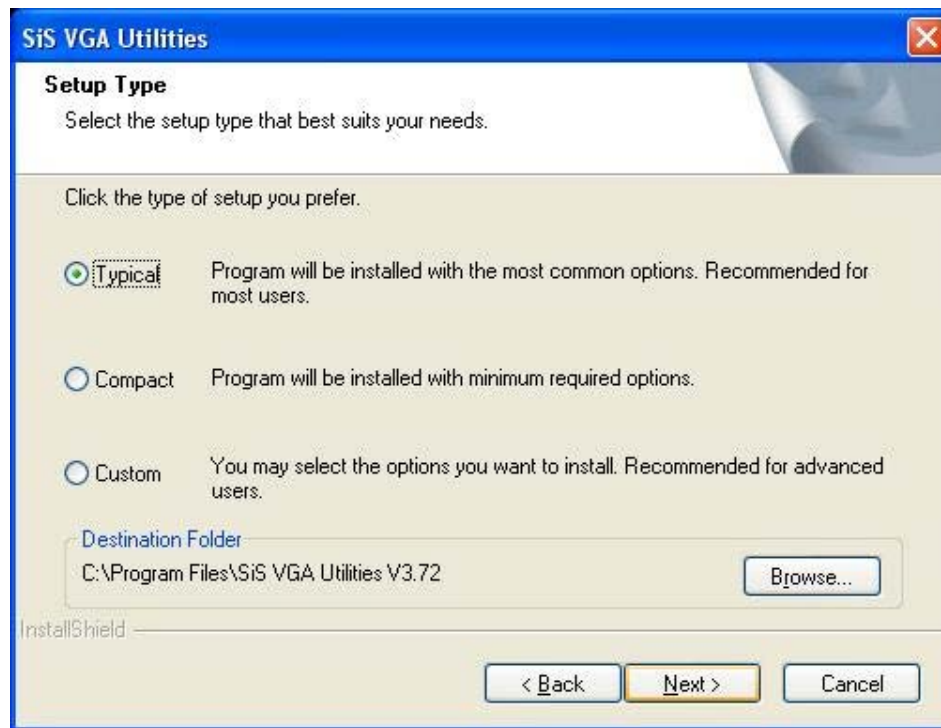 SiS VGA Utilities
Setup Type
Select the setup type that best suits your needs.
Click the type of setup you prefer.
Typical
Program will be installed with the most common options. Recommended for
most users.
Compact
Program will be installed with minimum required options.
Custom
You may select the options you want to install. Recommended for advanced
users.
Destination Folder
C:\Program Files\SiS VGA Utilities V3.72
Browse...
InstallShield
< Back
Next >
Cancel